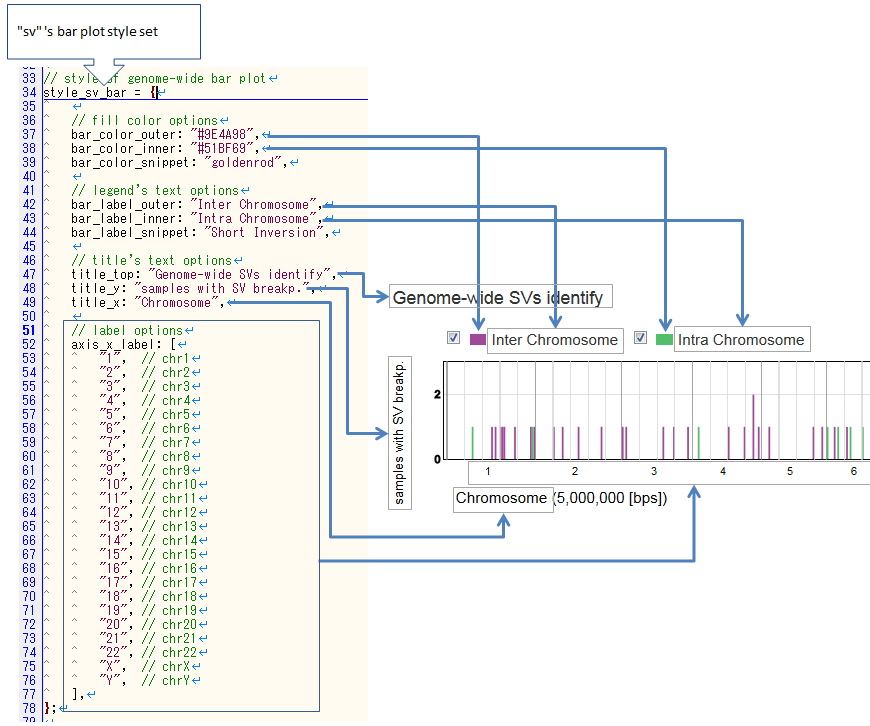 "sv" 's bar plot style set
32
33 // style of genome-wide bar plot
34 style_sv_bar = {
35
36 // fill color options
37 bar_color_outer: "#9E4A98",
38 bar_color_inner: "#51BF69",
39 bar_color_snippet: "goldenrod",
40
41 // legend's text options
42 bar_label_outer: "Inter Chromosome",
43 bar_label_inner: "Intra Chromosome",
44 bar_label_snippet: "Short Inversion",
45
46 // title's text options
47 title_top: "Genome-wide SVs identify",
48 title_y: "samples with SV breakp.",
49 title_x: "Chromosome",
50
51 // label options
52 axis_x_label: [
53 "1", // chr1
54 "2", // chr2
55 "3", // chr3
56 "4", // chr4
57 "5", // chr5
58 "6", // chr6
59 "7", // chr7
60 "8", // chr8
61 "9", // chr9
62 "10", // chr10
63 "11", // chr11
64 "12", // chr12
65 "13", // chr13
66 "14", // chr14
67 "15", // chr15
68 "16", // chr16
69 "17", // chr17
70 "18", // chr18
71 "19", // chr19
72 "20", // chr20
73 "21", // chr21
74 "22", // chr22
75 "X", // chrX
76 "Y", // chrY
77 ],
78 };
79
Genome-wide SVs identify
Inter Chromosome
Intra Chromosome
samples with SV breakp.
2
0
1 2 3 4 5 6
Chromosome (5,000,000 [bps])